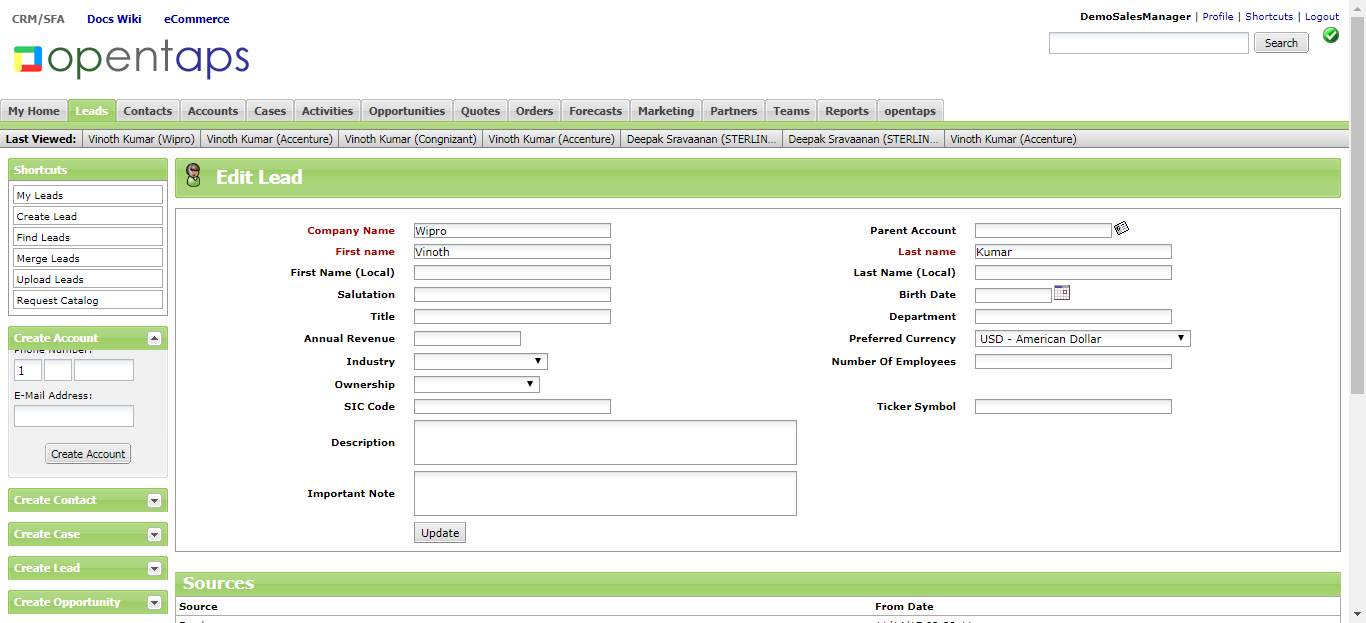 CRM/SFA Docs Wiki eCommerce
DemoSalesManager | Profile | Shortcuts | Logout
opentaps
Search
My Home Leads Contacts Accounts Cases Activities Opportunities Quotes Orders Forecasts Marketing Partners Teams Reports opentaps
Last Viewed: Vinoth Kumar (Wipro) Vinoth Kumar (Accenture) Vinoth Kumar (Congnizant) Vinoth Kumar (Accenture) Deepak Sravaanan (STERLIN... Deepak Sravaanan (STERLIN... Vinoth Kumar (Accenture)
Shortcuts
My Leads
Create Lead
Find Leads
Merge Leads
Upload Leads
Request Catalog
Create Account
Phone Number:
1
E-Mail Address:
Create Account
Create Contact
Create Case
Create Lead
Create Opportunity
Edit Lead
Company Name Wipro Parent Account
First name Vinoth Last name Kumar
First Name (Local) Last Name (Local)
Salutation Birth Date
Title Department
Annual Revenue Preferred Currency USD - American Dollar
Industry Number Of Employees
Ownership
SIC Code Ticker Symbol
Description
Important Note
Update
Sources
Source From Date